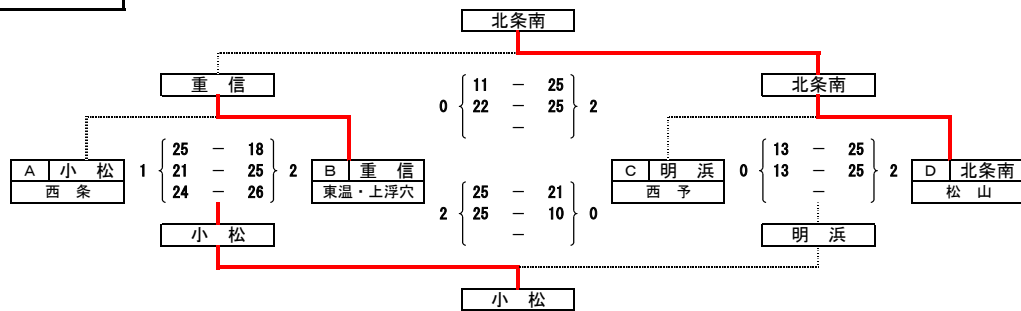 北条南
重 信
北条南
0 11 － 25 2
22 － 25
－
A 小 松
西 条
1 25 － 18 2
21 － 25
24 － 26
B 重 信
東温・上浮穴
C 明 浜
西 予
0 13 － 25 2
13 － 25
－
D 北条南
松 山
2 25 － 21 0
25 － 10
－
小 松
明 浜
小 松